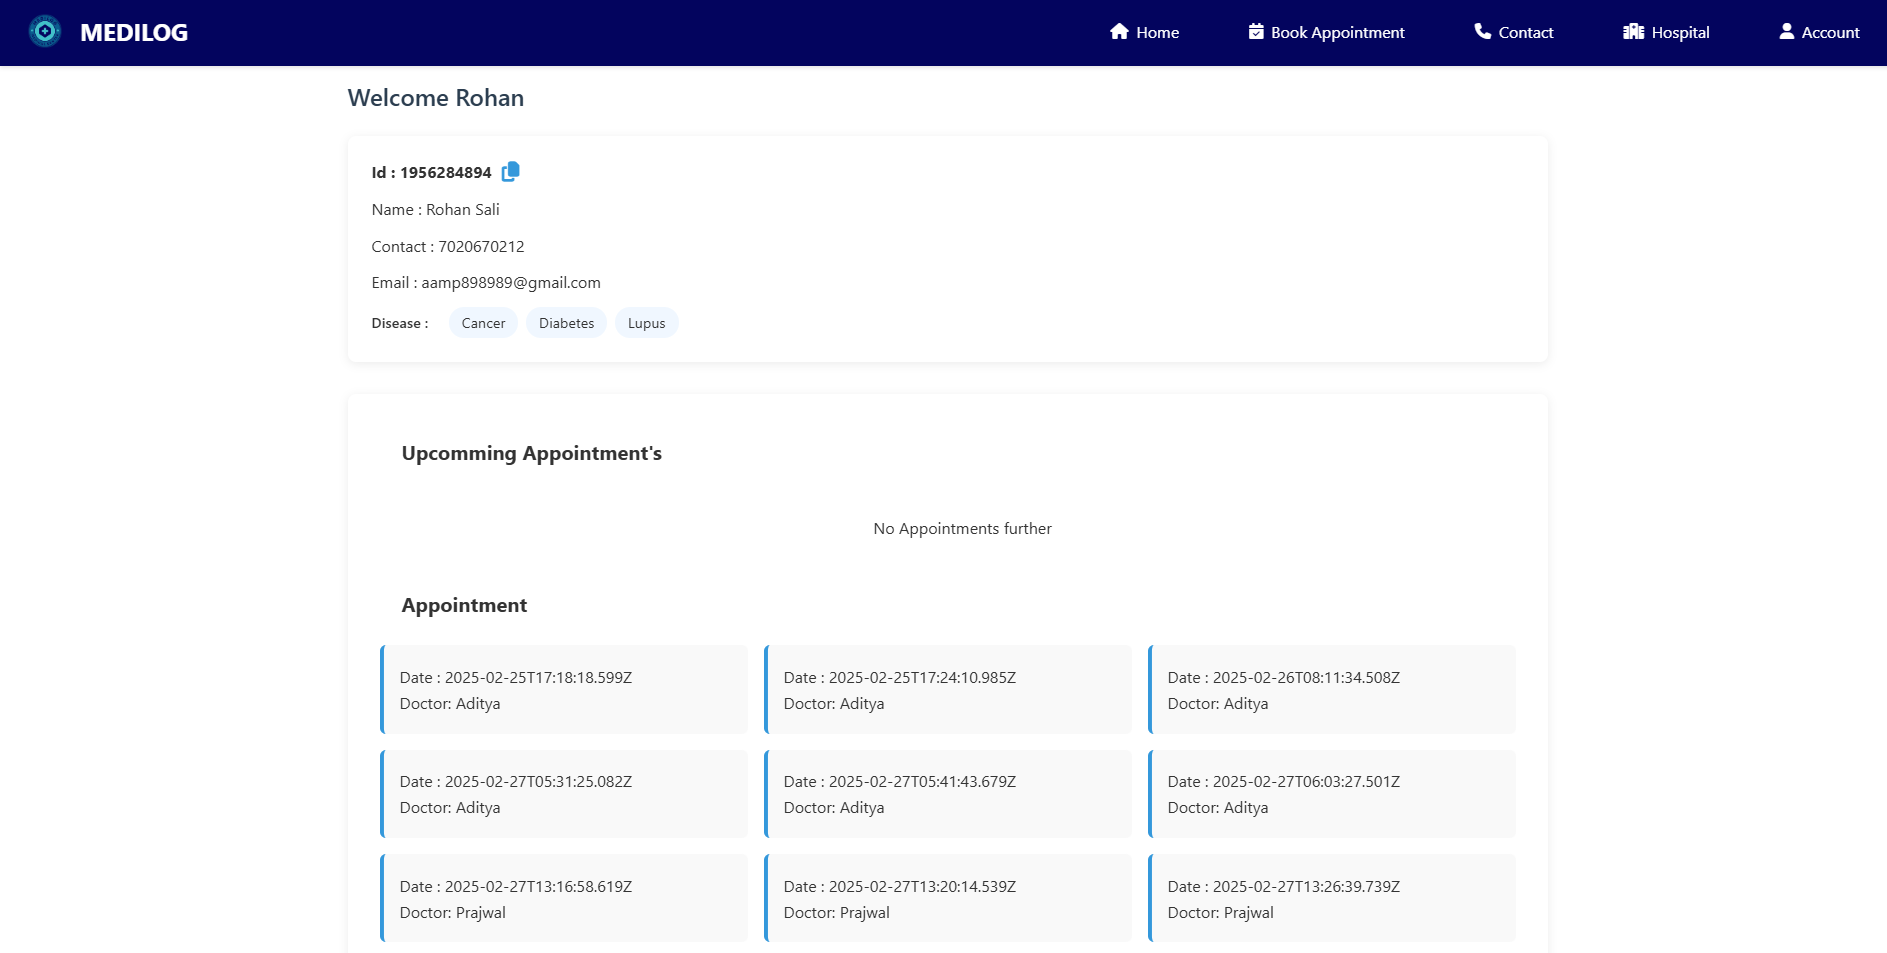 MEDILOG
Home
Book Appointment
Contact
Hospital
Account
Welcome Rohan
Id : 1956284894
Name : Rohan Sali
Contact : 7020670212
Email : aamp898989@gmail.com
Disease :
Cancer
Diabetes
Lupus
Upcomming Appointment's
No Appointments further
Appointment
Date : 2025-02-25T17:18:18.599Z
Doctor: Aditya
Date : 2025-02-25T17:24:10.985Z
Doctor: Aditya
Date : 2025-02-26T08:11:34.508Z
Doctor: Aditya
Date : 2025-02-27T05:31:25.082Z
Doctor: Aditya
Date : 2025-02-27T05:41:43.679Z
Doctor: Aditya
Date : 2025-02-27T06:03:27.501Z
Doctor: Aditya
Date : 2025-02-27T13:16:58.619Z
Doctor: Prajwal
Date : 2025-02-27T13:20:14.539Z
Doctor: Prajwal
Date : 2025-02-27T13:26:39.739Z
Doctor: Prajwal